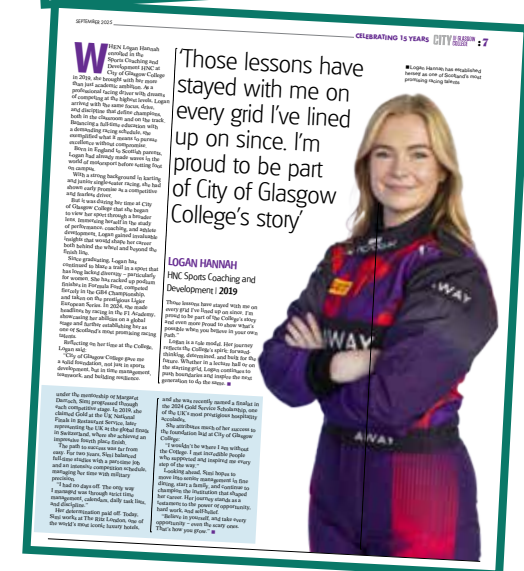 SEPTEMBER 2025
CELEBRATING 15 YEARS CITY OF GLASGOW COLLEGE : 7
WHEN Logan Hannah
enrolled in the
Sports Coaching and
Development HNC at
City of Glasgow College
in 2019, she brought with her more
than just academic ambition. As a
professional racing driver with dreams
of competing at the highest levels, Logan
arrived with the same focus, drive,
and discipline that define champions,
both in the classroom and on the track.
Balancing a full-time education with
a demanding racing schedule, she
exemplified what it means to pursue
excellence without compromise.
Born in England to Scottish parents,
Logan had already made waves in the
world of motorsport before setting foot
on campus.
With a strong background in karting
and junior single-seater racing, she had
shown early promise as a competitive
and fearless driver.
But it was during her time at City
of Glasgow College that she began
to view her sport through a broader
lens. Immersing herself in the study
of performance, coaching, and athlete
development, Logan gained invaluable
insights that would shape her career
both behind the wheel and beyond the
finish line.
Since graduating, Logan has
continued to blaze a trail in a sport that
has long lacked diversity – particularly
for women. She has racked up podium
finishes in Formula Ford, competed
fiercely in the GB4 Championship,
and taken on the prestigious Ligier
European Series. In 2024, she made
headlines by racing in the F1 Academy,
showcasing her abilities on a global
stage and further establishing her as
one of Scotland's most promising racing
talents.
Reflecting on her time at the College,
Logan said:
"City of Glasgow College gave me
a solid foundation, not just in sports
development, but in time management,
teamwork, and building resilience.
'Those lessons have
stayed with me on
every grid I've lined
up on since. I'm
proud to be part
of City of Glasgow
College's story'
LOGAN HANNAH
HNC Sports Coaching and
Development | 2019
Those lessons have stayed with me on
every grid I've lined up on since. I'm
proud to be part of the College's story
and even more proud to show what's
possible when you believe in your own
path."
Logan is a role model. Her journey
reflects the College's spirit: forward-
thinking, determined, and built for the
future. Whether in a lecture hall or on
the starting grid, Logan continues to
push boundaries and inspire the next
generation to do the same.
Logan Hannah has established
herself as one of Scotland's most
promising racing talents
WAY
AWAY
AWAY
under the mentorship of Margaret
Darroch, Simi progressed through
each competitive stage. In 2019, she
claimed Gold at the UK National
Finals in Restaurant Service, later
representing the UK at the global finals
in Switzerland, where she achieved an
impressive fourth place finish.
The path to success was far from
easy. For two years, Simi balanced
full-time studies with a part-time job
and an intensive competition schedule,
managing her time with military
precision.
"I had no days off. The only way
I managed was through strict time
management, calendars, daily task lists,
and discipline."
Her determination paid off. Today,
Simi works at The Ritz London, one of
the world's most iconic luxury hotels,
and she was recently named a finalist in
the 2024 Gold Service Scholarship, one
of the UK's most prestigious hospitality
accolades.
She attributes much of her success to
the foundation laid at City of Glasgow
College:
"I wouldn't be where I am without
the College. I met incredible people
who supported and inspired me every
step of the way."
Looking ahead, Simi hopes to
move into senior management in fine
dining, start a family, and continue to
champion the institution that shaped
her career. Her journey stands as a
testament to the power of opportunity,
hard work, and self-belief.
"Believe in yourself, and take every
opportunity – even the scary ones.
That's how you grow."